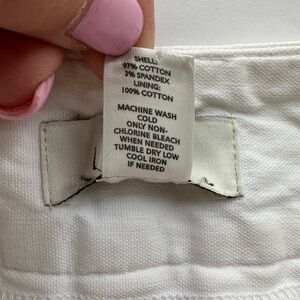 SHELL:
97% COTTON
3% SPANDEX
LINING:
100% COTTON
MACHINE WASH
COLD
ONLY NON-
CHLORINE BLEACH
WHEN NEEDED
TUMBLE DRY LOW
COOL IRON
IF NEEDED